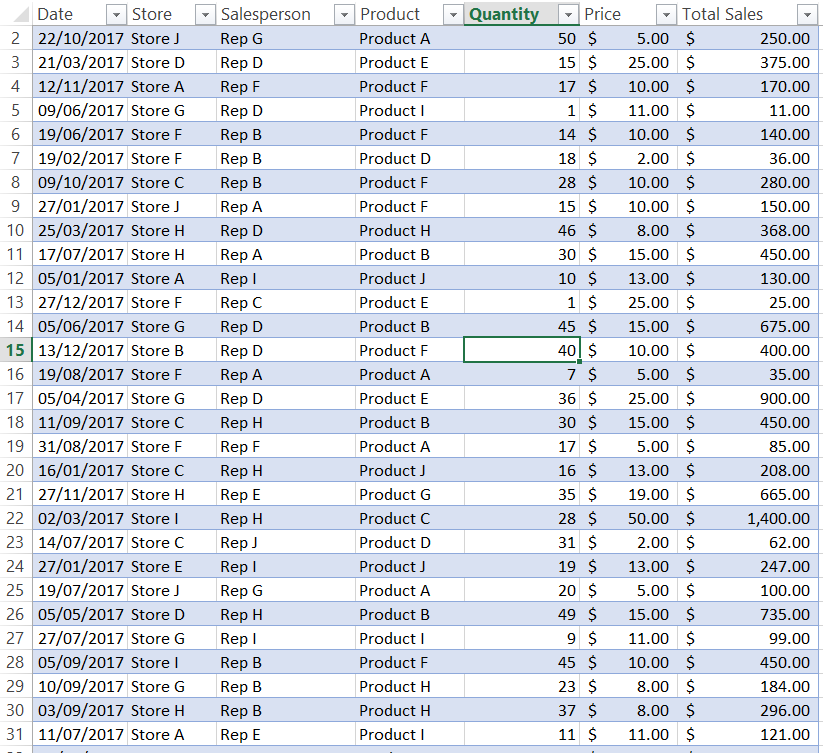 Date Store Salesperson Product Quantity Price Total Sales
2 22/10/2017 Store J Rep G Product A 50 $ 5.00 $ 250.00
3 21/03/2017 Store D Rep D Product E 15 $ 25.00 $ 375.00
4 12/11/2017 Store A Rep F Product F 17 $ 10.00 $ 170.00
5 09/06/2017 Store G Rep D Product I 1 $ 11.00 $ 11.00
6 19/06/2017 Store F Rep B Product F 14 $ 10.00 $ 140.00
7 19/02/2017 Store F Rep B Product D 18 $ 2.00 $ 36.00
8 09/10/2017 Store C Rep B Product F 28 $ 10.00 $ 280.00
9 27/01/2017 Store J Rep A Product F 15 $ 10.00 $ 150.00
10 25/03/2017 Store H Rep D Product H 46 $ 8.00 $ 368.00
11 17/07/2017 Store H Rep A Product B 30 $ 15.00 $ 450.00
12 05/01/2017 Store A Rep I Product J 10 $ 13.00 $ 130.00
13 27/12/2017 Store F Rep C Product E 1 $ 25.00 $ 25.00
14 05/06/2017 Store G Rep D Product B 45 $ 15.00 $ 675.00
15 13/12/2017 Store B Rep D Product F 40 $ 10.00 $ 400.00
16 19/08/2017 Store F Rep A Product A 7 $ 5.00 $ 35.00
17 05/04/2017 Store G Rep D Product E 36 $ 25.00 $ 900.00
18 11/09/2017 Store C Rep H Product B 30 $ 15.00 $ 450.00
19 31/08/2017 Store F Rep F Product A 17 $ 5.00 $ 85.00
20 16/01/2017 Store C Rep H Product J 16 $ 13.00 $ 208.00
21 27/11/2017 Store H Rep E Product G 35 $ 19.00 $ 665.00
22 02/03/2017 Store I Rep H Product C 28 $ 50.00 $ 1,400.00
23 14/07/2017 Store C Rep J Product D 31 $ 2.00 $ 62.00
24 27/01/2017 Store E Rep I Product J 19 $ 13.00 $ 247.00
25 19/07/2017 Store J Rep G Product A 20 $ 5.00 $ 100.00
26 05/05/2017 Store D Rep H Product B 49 $ 15.00 $ 735.00
27 27/07/2017 Store G Rep I Product I 9 $ 11.00 $ 99.00
28 05/09/2017 Store I Rep B Product F 45 $ 10.00 $ 450.00
29 10/09/2017 Store G Rep B Product H 23 $ 8.00 $ 184.00
30 03/09/2017 Store H Rep B Product H 37 $ 8.00 $ 296.00
31 11/07/2017 Store A Rep E Product I 11 $ 11.00 $ 121.00